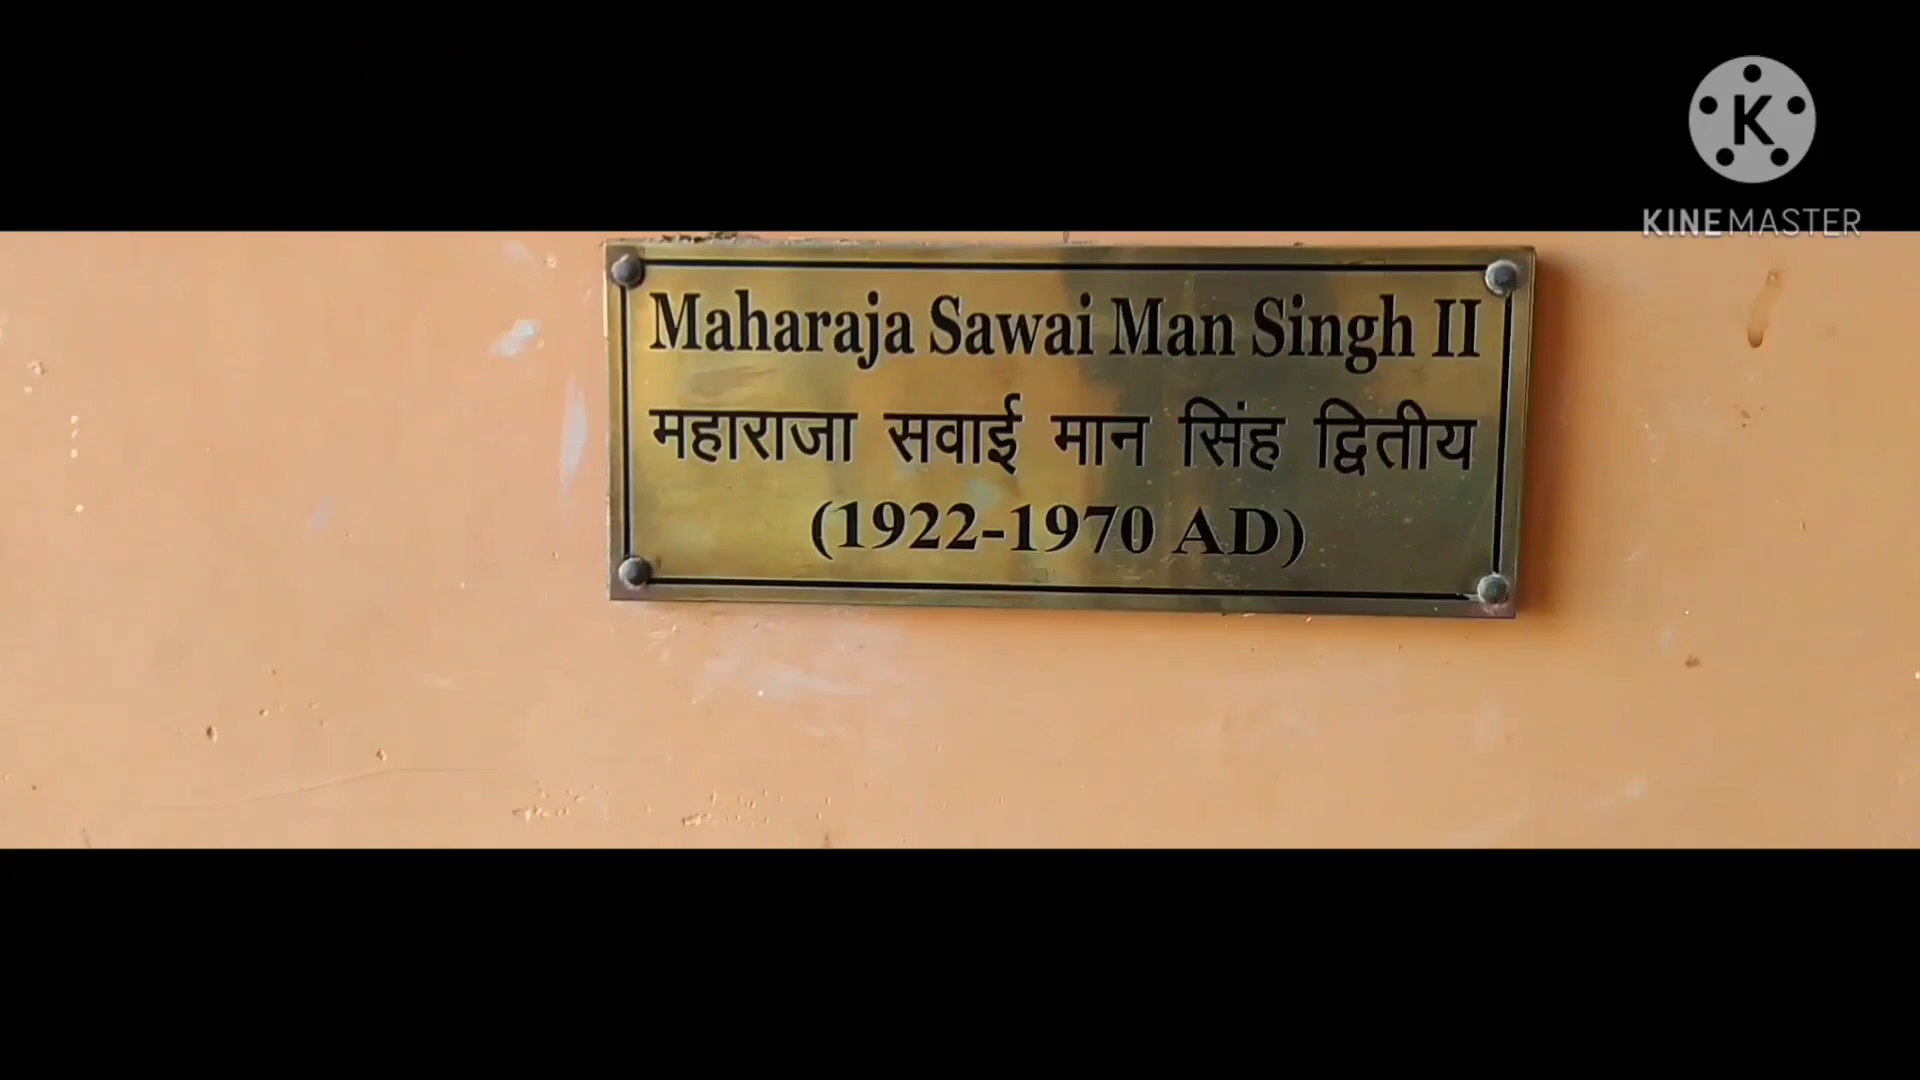 K
KINEMASTER
Maharaja Sawai Man Singh II
महाराजा सवाई मान सिंह द्वितीय
(1922-1970 AD)